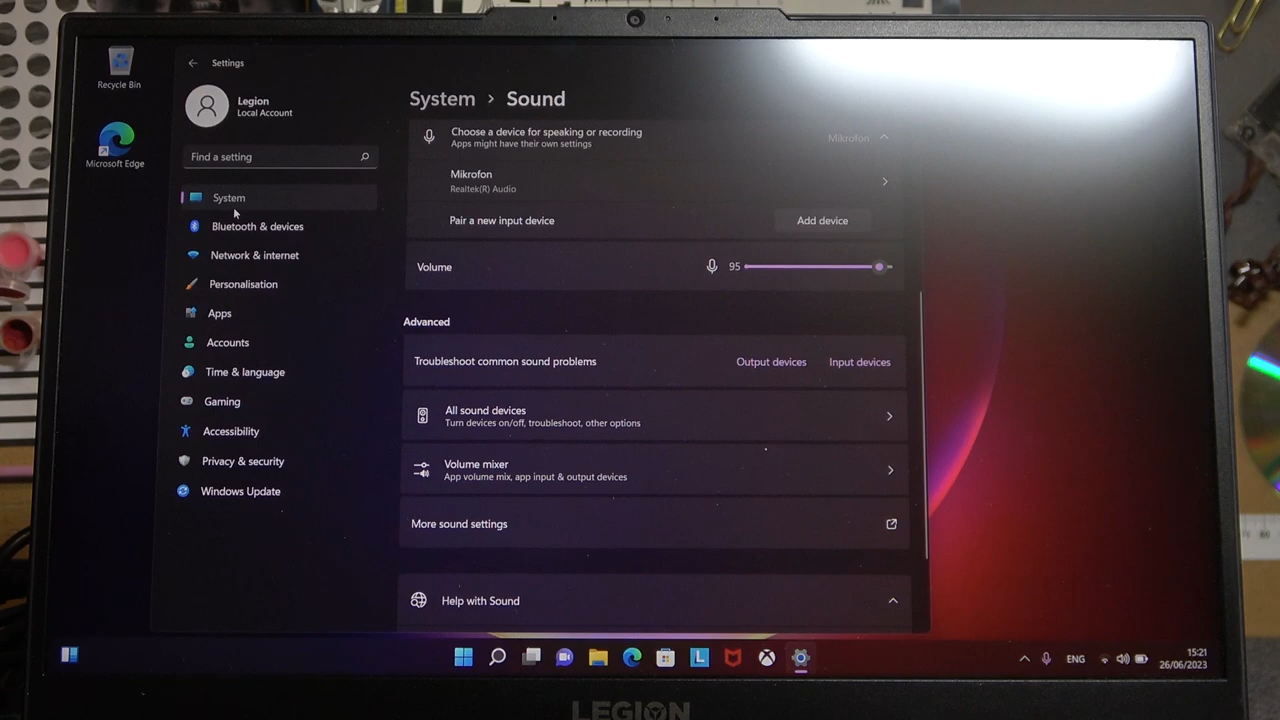 Recycle Bin
Microsoft Edge
Settings
Legion
Local Account
Find a setting
System
Bluetooth & devices
Network & internet
Personalisation
Apps
Accounts
Time & language
Gaming
Accessibility
Privacy & security
Windows Update
System > Sound
Choose a device for speaking or recording
Apps might have their own settings
Mikrofon
Mikrofon
Realtek(R) Audio
Pair a new input device
Add device
Volume
95
Advanced
Troubleshoot common sound problems
Output devices
Input devices
All sound devices
Turn devices on/off, troubleshoot, other options
Volume mixer
App volume mix, app input & output devices
More sound settings
Help with Sound
L
ENG
15:21
26/06/2023
LEGION